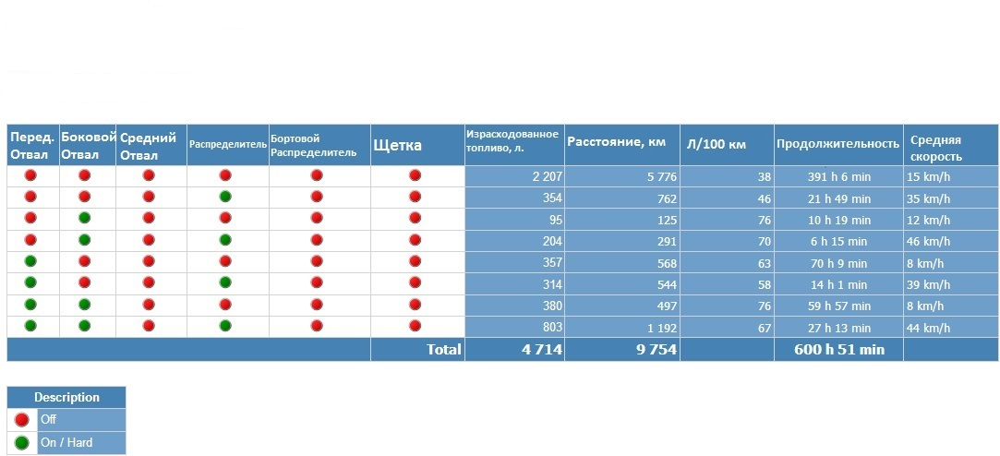 Перед. Отвал Боковой Отвал Средний Отвал Распределитель Бортовой Распределитель Щетка Израсходованное топливо, л. Расстояние, км Л/100 км Продолжительность Средняя скорость
2 207 5 776 38 391 h 6 min 15 km/h
354 762 46 21 h 49 min 35 km/h
95 125 76 10 h 19 min 12 km/h
204 291 70 6 h 15 min 46 km/h
357 568 63 70 h 9 min 8 km/h
314 544 58 14 h 1 min 39 km/h
380 497 76 59 h 57 min 8 km/h
803 1 192 67 27 h 13 min 44 km/h
Total 4 714 9 754 600 h 51 min
Description
Off
On / Hard